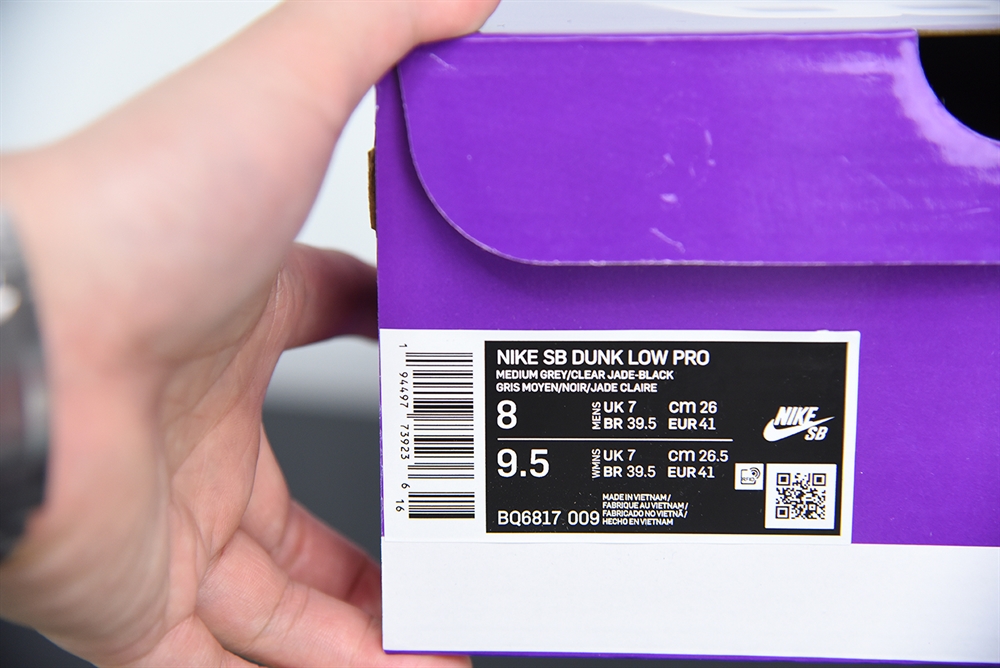 NIKE SB DUNK LOW PRO
MEDIUM GREY/CLEAR JADE-BLACK
GRIS MOYEN/NOIR/JADE CLAIRE
8
MENS
UK 7 cm 26
BR 39.5 EUR 41
9.5
WMNS
UK 7 cm 26.5
BR 39.5 EUR 41
BQ6817 009
MADE IN VIETNAM/
FABRIQUE AU VIETNAM/
FABRICADO NO VIETNÃ/
HECHO EN VIETNAM
NIKE
SB
RFID
1 94497 73923 6 16